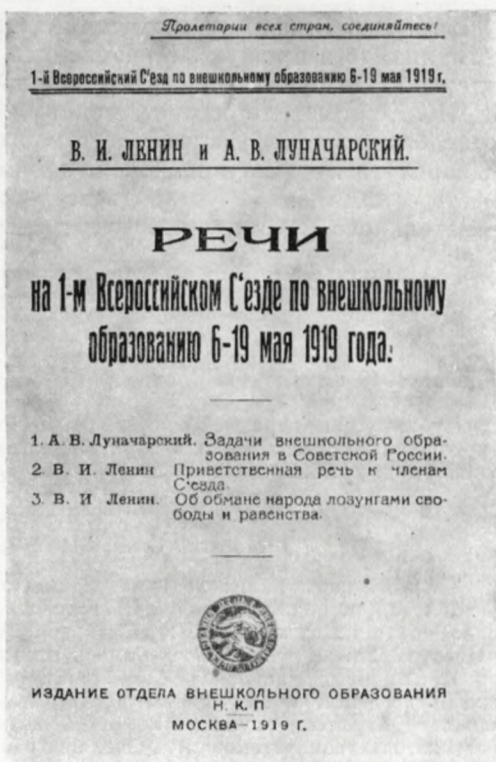 Пролетарии всех стран, соединяйтесь!
1-й Всероссийский С'езд по внешкольному образованию 6-19 мая 1919 г.
В. И. ЛЕНИН и А. В. ЛУНАЧАРСКИЙ.
РЕЧИ
на 1-м Всероссийском С'езде по внешкольному
образованию 6-19 мая 1919 года.
1. А. В. Луначарский. Задачи внешкольного обра-
зования в Советской России.
2. В. И. Ленин Приветственная речь к членам
С'езда.
3. В. И Ленин. Об обмане народа лозунгами сво-
боды и равенства.
ИЗДАНИЕ ОТДЕЛА ВНЕШКОЛЬНОГО ОБРАЗОВАНИЯ
Н. К. П
МОСКВА—1919 Г.